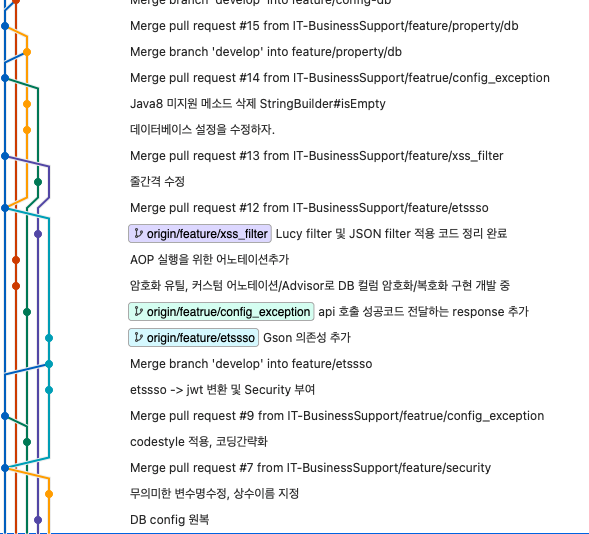 Merge branch 'develop' into feature/config-db
Merge pull request #15 from IT-BusinessSupport/feature/property/db
Merge branch 'develop' into feature/property/db
Merge pull request #14 from IT-BusinessSupport/featrue/config_exception
Java8 미지원 메소드 삭제 StringBuilder#isEmpty
데이터베이스 설정을 수정하자.
Merge pull request #13 from IT-BusinessSupport/feature/xss_filter
줄간격 수정
Merge pull request #12 from IT-BusinessSupport/feature/etssso
origin/feature/xss_filter Lucy filter 및 JSON filter 적용 코드 정리 완료
AOP 실행을 위한 어노테이션추가
암호화 유틸, 커스텀 어노테이션/Advisor로 DB 컬럼 암호화/복호화 구현 개발 중
origin/featrue/config_exception api 호출 성공코드 전달하는 response 추가
origin/feature/etssso Gson 의존성 추가
Merge branch 'develop' into feature/etssso
etssso -> jwt 변환 및 Security 부여
Merge pull request #9 from IT-BusinessSupport/featrue/config_exception
codestyle 적용, 코딩간략화
Merge pull request #7 from IT-BusinessSupport/feature/security
무의미한 변수명수정, 상수이름 지정
DB config 원복